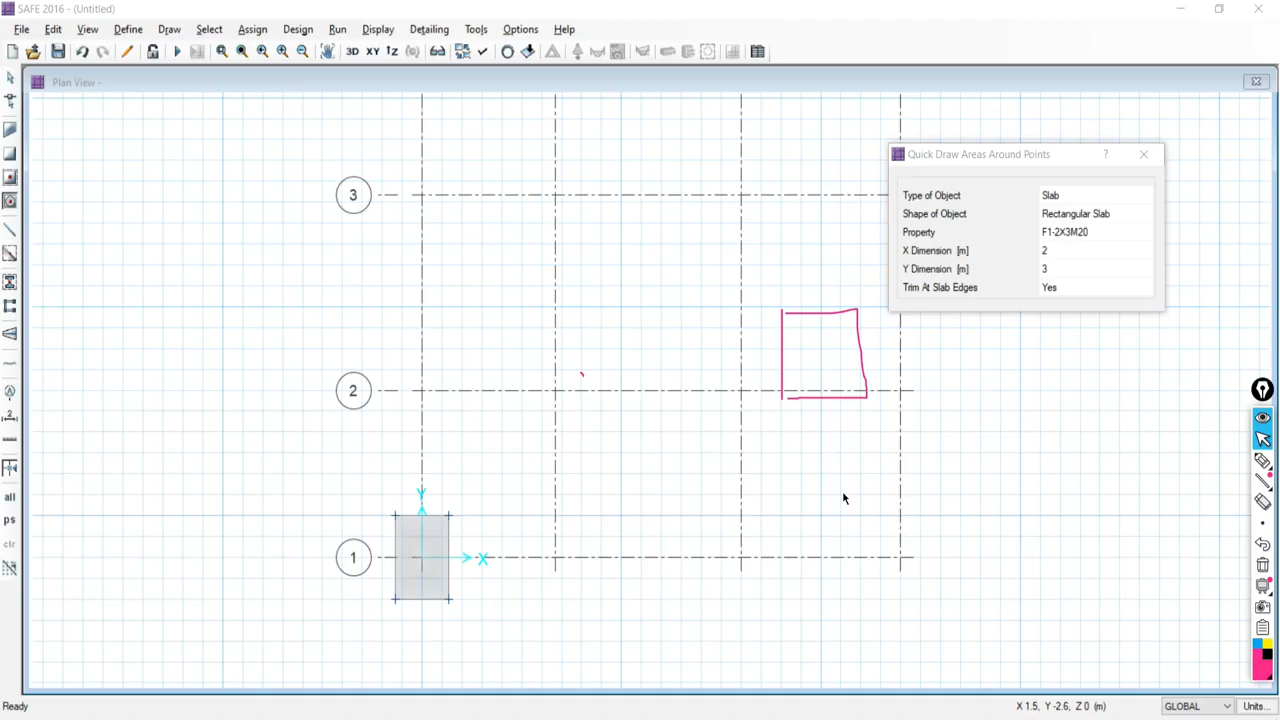 SAFE 2016 - (Untitled)
File Edit View Define Draw Select Assign Design Run Display Detailing Tools Options Help
3D XY
Plan View -
3
Quick Draw Areas Around Points ?
Type of Object Slab
Shape of Object Rectangular Slab
Property F1-2X3M20
X Dimension [m] 2
Y Dimension [m] 3
Trim At Slab Edges Yes
2
2
all
Y
ps
clr
1
X
Ready X 1.5, Y -2.6, Z 0 (m) GLOBAL Units...